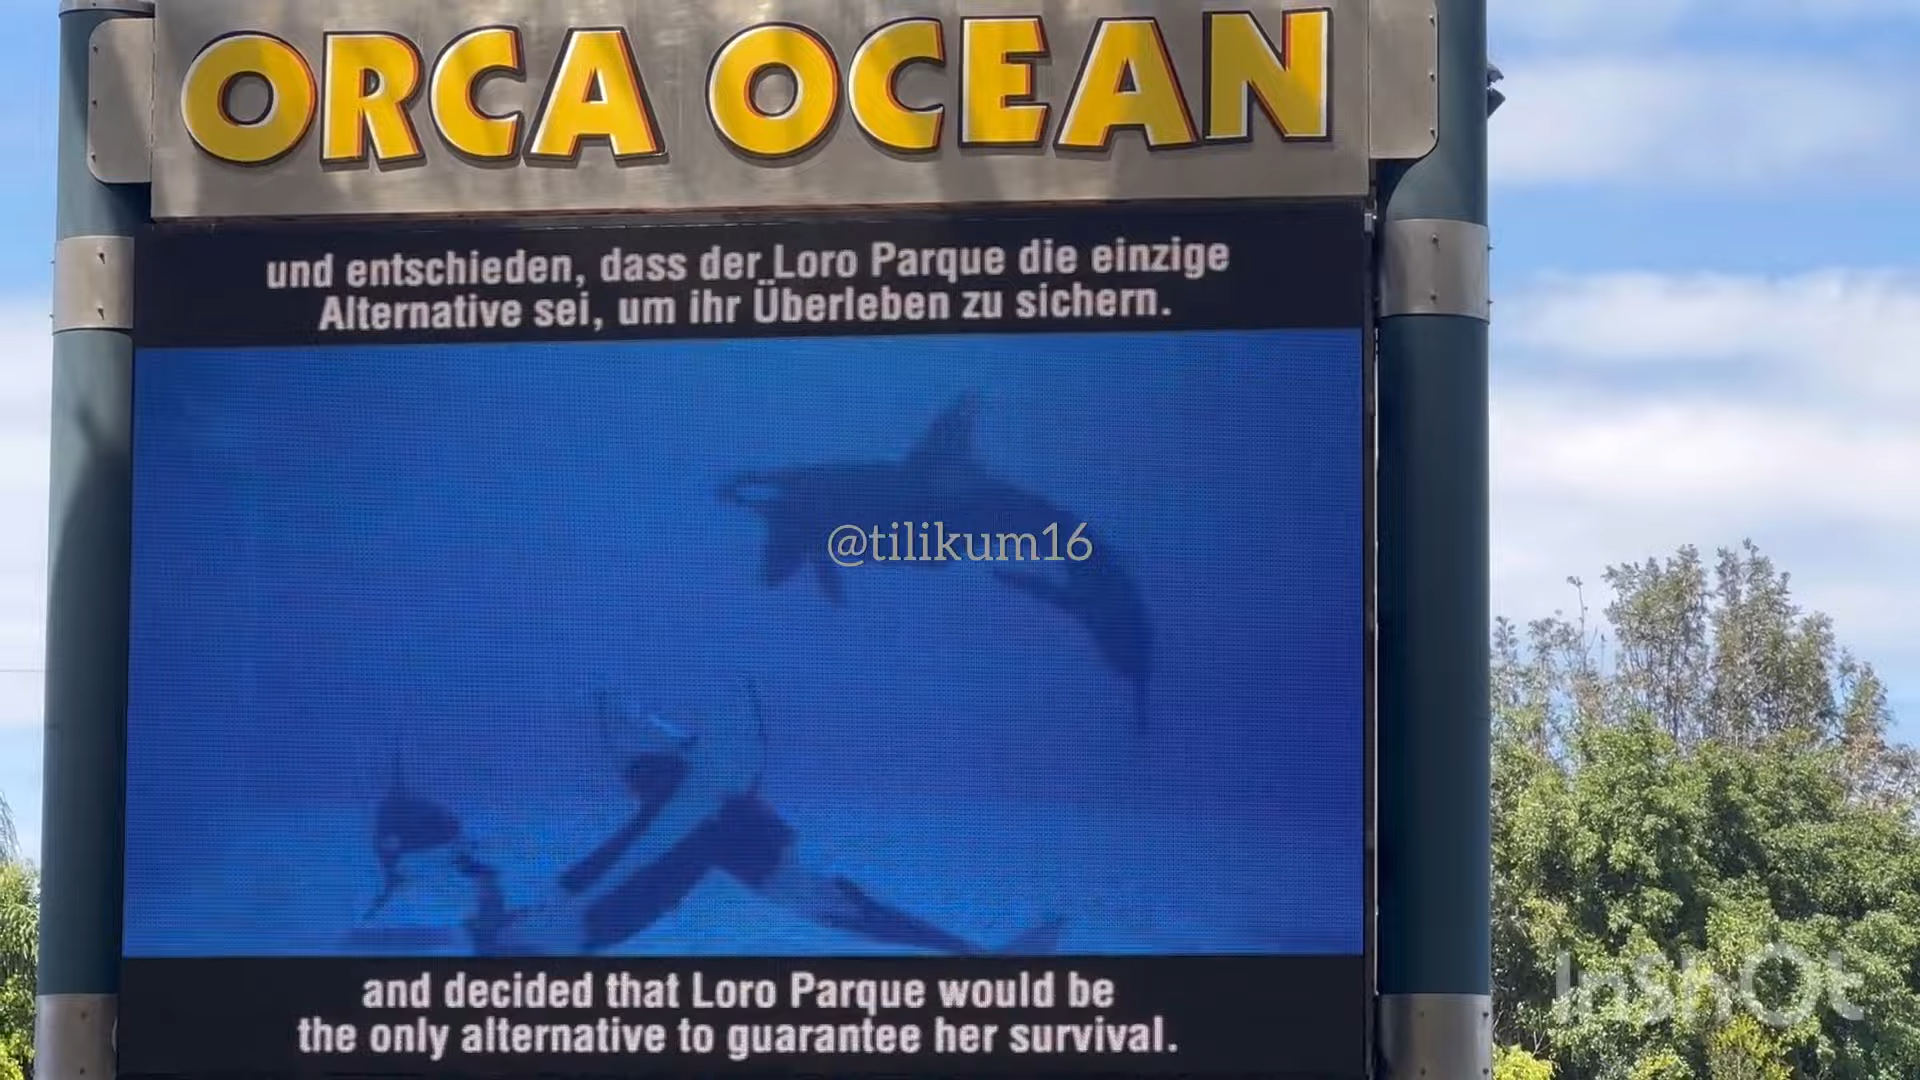 ORCA OCEAN
und entschieden, dass der Loro Parque die einzige
Alternative sei, um ihr Überleben zu sichern.
@tilikum16
and decided that Loro Parque would be
the only alternative to guarantee her survival.
InShOt